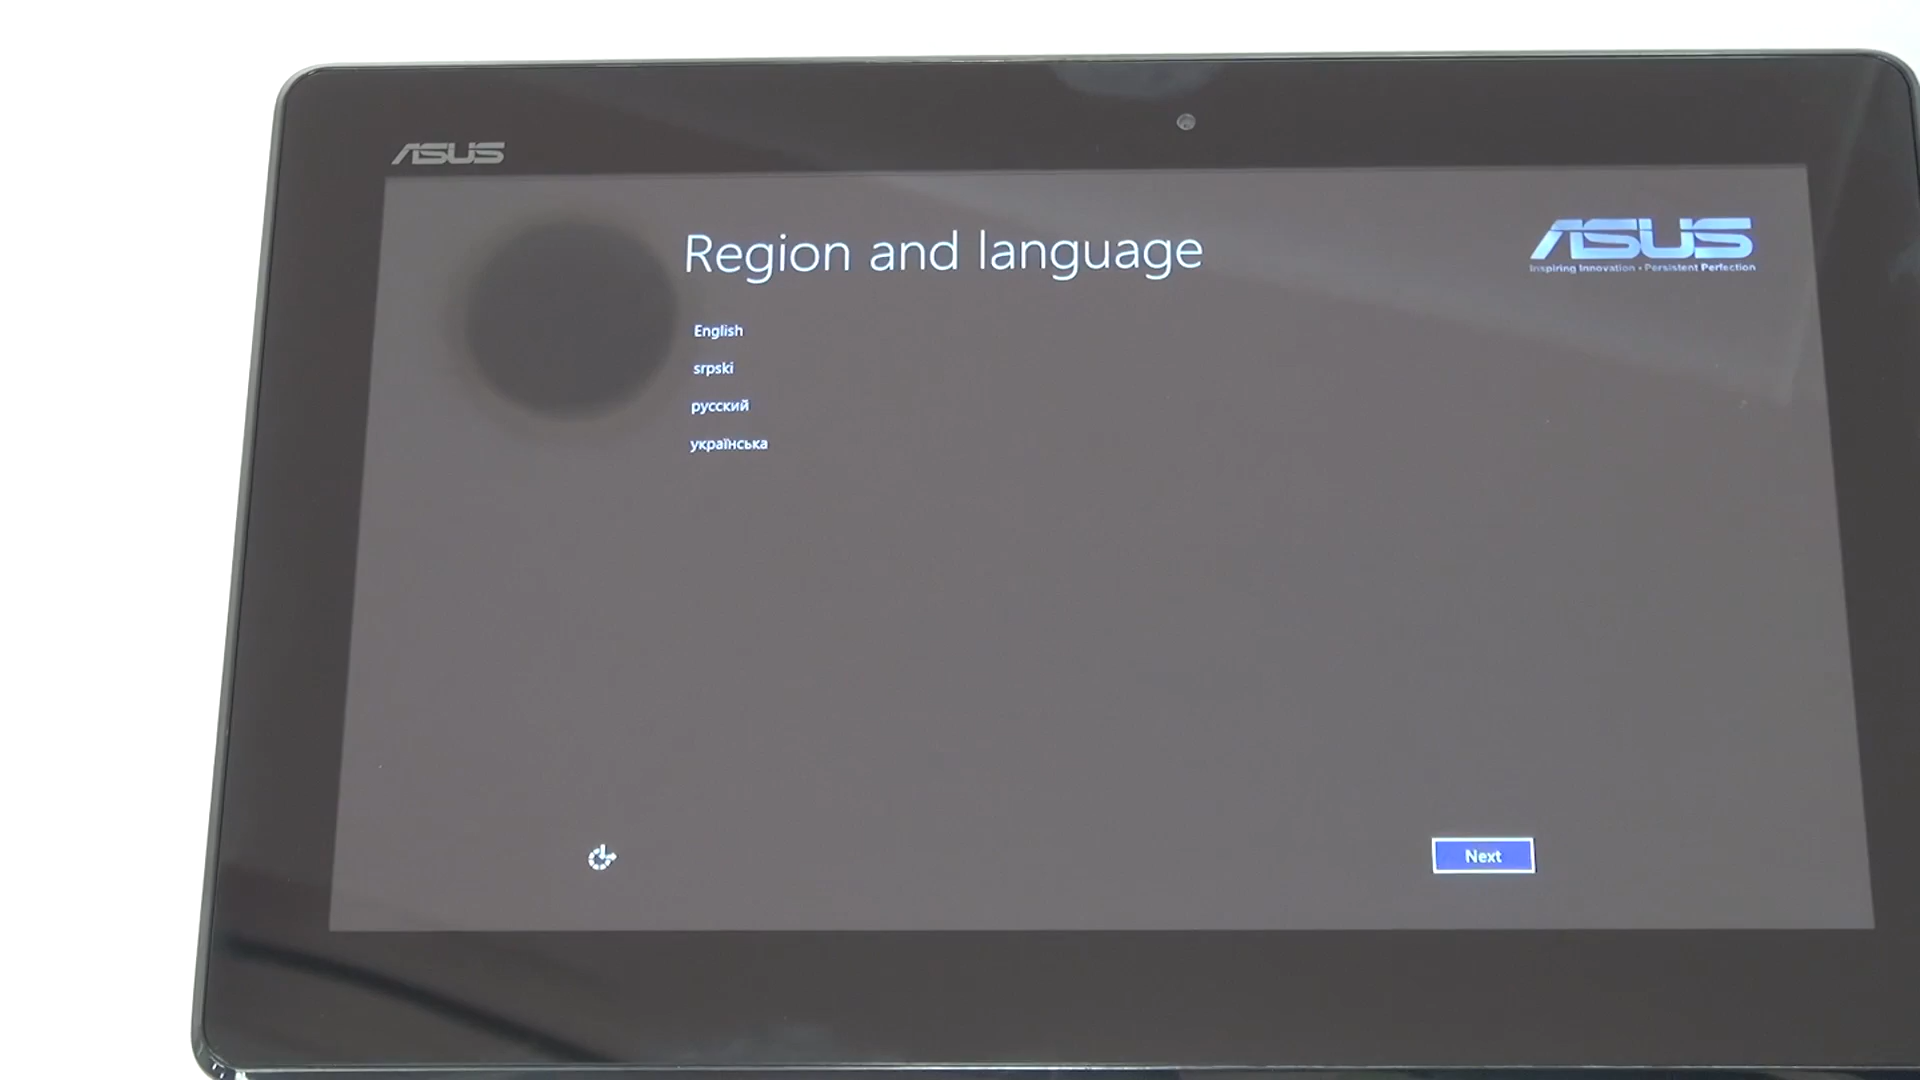 ASUS
Region and language
ASUS
Inspiring Innovation • Persistent Perfection
English
srpski
русский
українська
Next